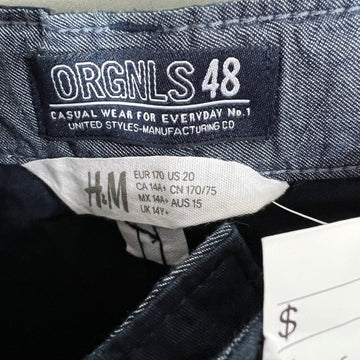 ORGNLS 48
CASUAL WEAR FOR EVERYDAY No.1
UNITED STYLES-MANUFACTURING CO
H&M
EUR 170 US 20
CA 14A+ CN 170/75
MX 14A+ AUS 15
UK 14Y+
$